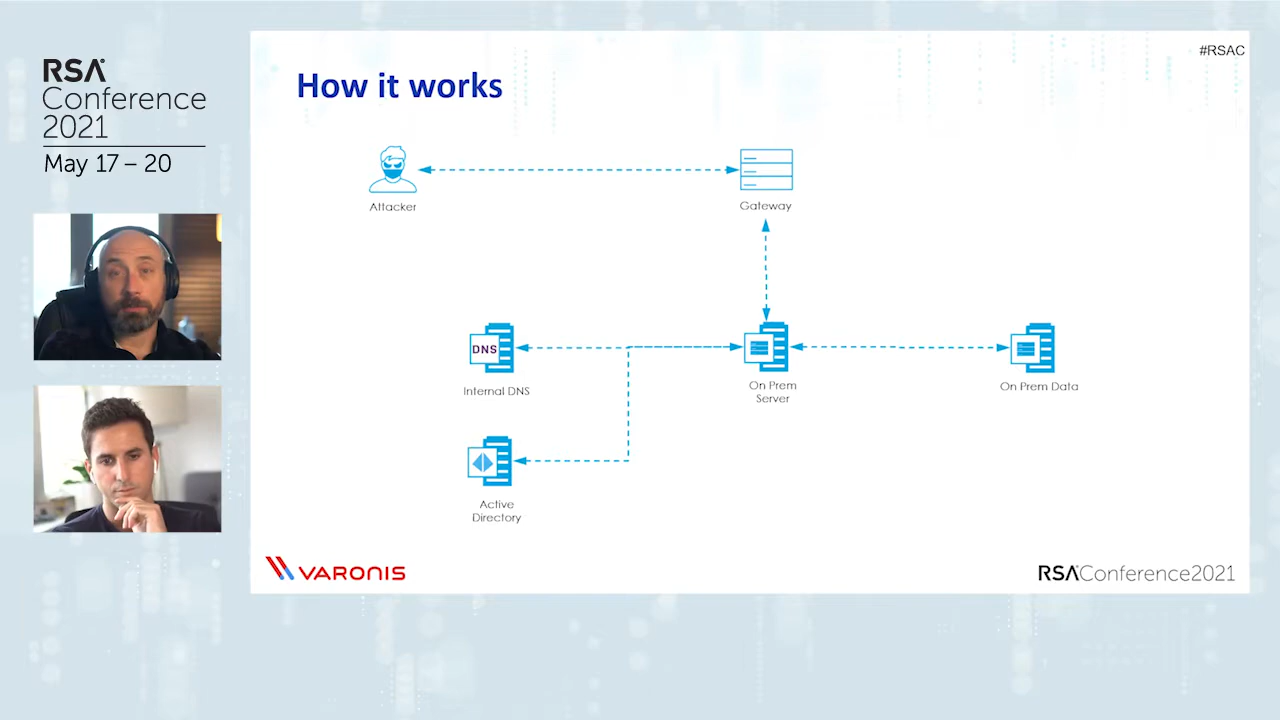 RSA
Conference
2021
May 17 – 20
#RSAC
How it works
Attacker
Gateway
DNS
Internal DNS
On Prem
Server
On Prem Data
Active
Directory
VARONIS
RSAConference2021